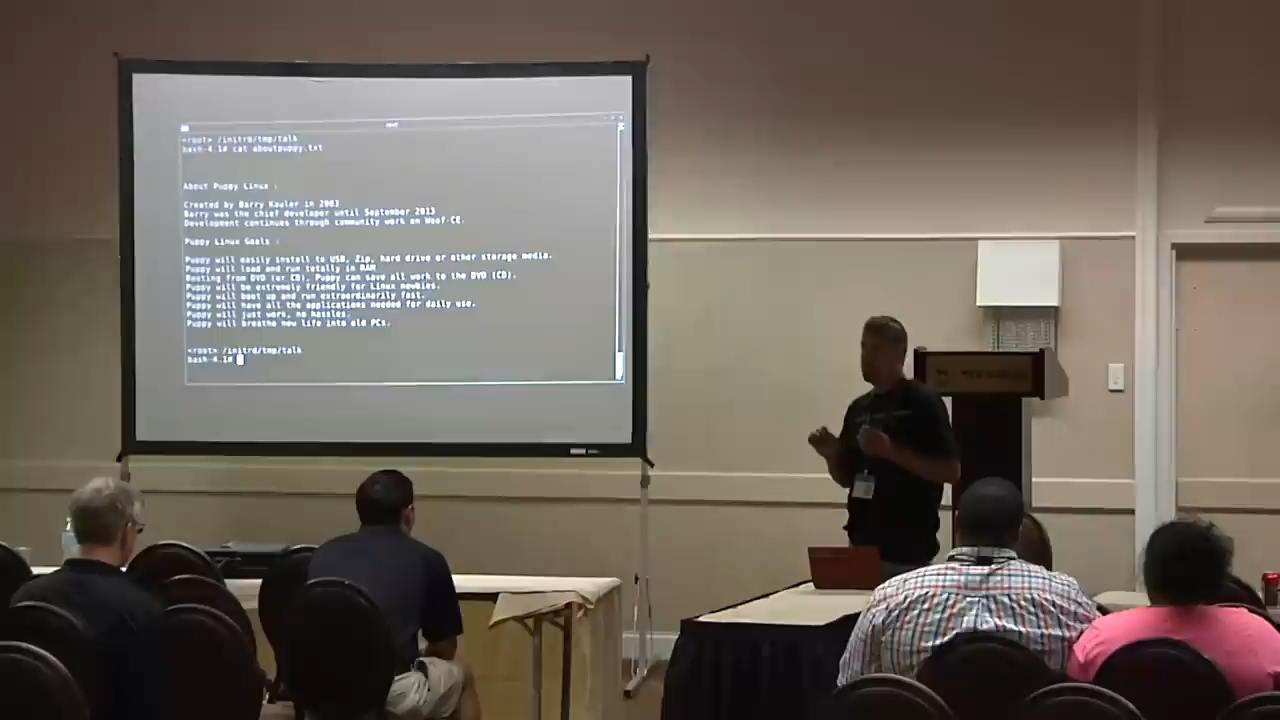 <root> /initrd/tmp/talk
bash-4.1# cat aboutpuppy.txt
About Puppy Linux :
Created by Barry Kauler in 2003
Barry was the chief developer until September 2013
Development continues through community work on Woof-CE.
Puppy Linux Goals :
Puppy will easily install to USB, Zip, hard drive or other storage media.
Puppy will load and run totally in RAM
Booting from DVD (or CD), Puppy can save all work to the DVD (CD).
Puppy will be extremely friendly for Linux newbies.
Puppy will boot up and run extraordinarily fast.
Puppy will have all the applications needed for daily use.
Puppy will just work, no hassles.
Puppy will breathe new life into old PCs.
<root> /initrd/tmp/talk
bash-4.1#